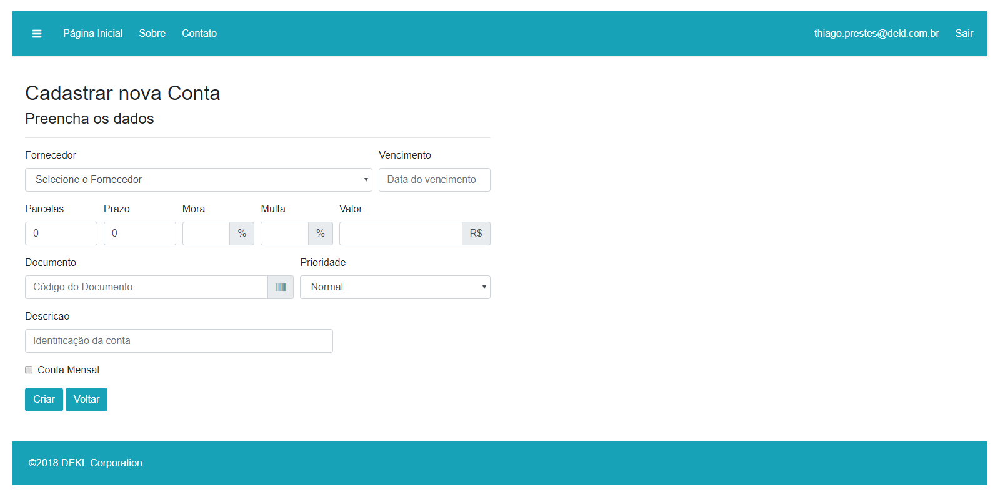 Página Inicial Sobre Contato thiago.prestes@dekl.com.br Sair
Cadastrar nova Conta
Preencha os dados
Fornecedor Vencimento
Selecione o Fornecedor Data do vencimento
Parcelas Prazo Mora Multa Valor
0 0 % % R$
Documento Prioridade
Código do Documento Normal
Descricao
Identificação da conta
Conta Mensal
Criar Voltar
©2018 DEKL Corporation